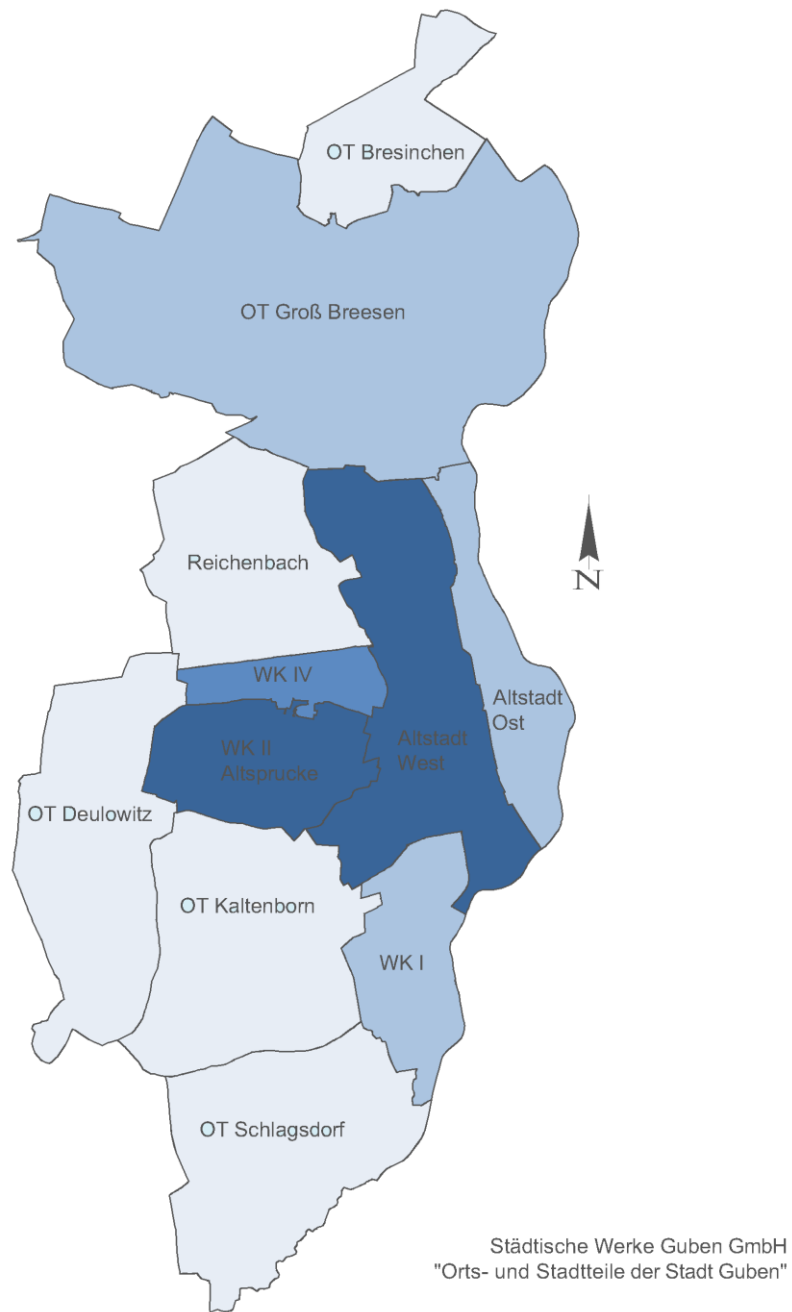 OT Bresinchen
OT Groß Breesen
Reichenbach
N
WK IV
Altstadt
Ost
WK II
Altsprucke
Altstadt
West
OT Deulowitz
OT Kaltenborn
WK I
OT Schlagsdorf
Städtische Werke Guben GmbH
"Orts- und Stadtteile der Stadt Guben"